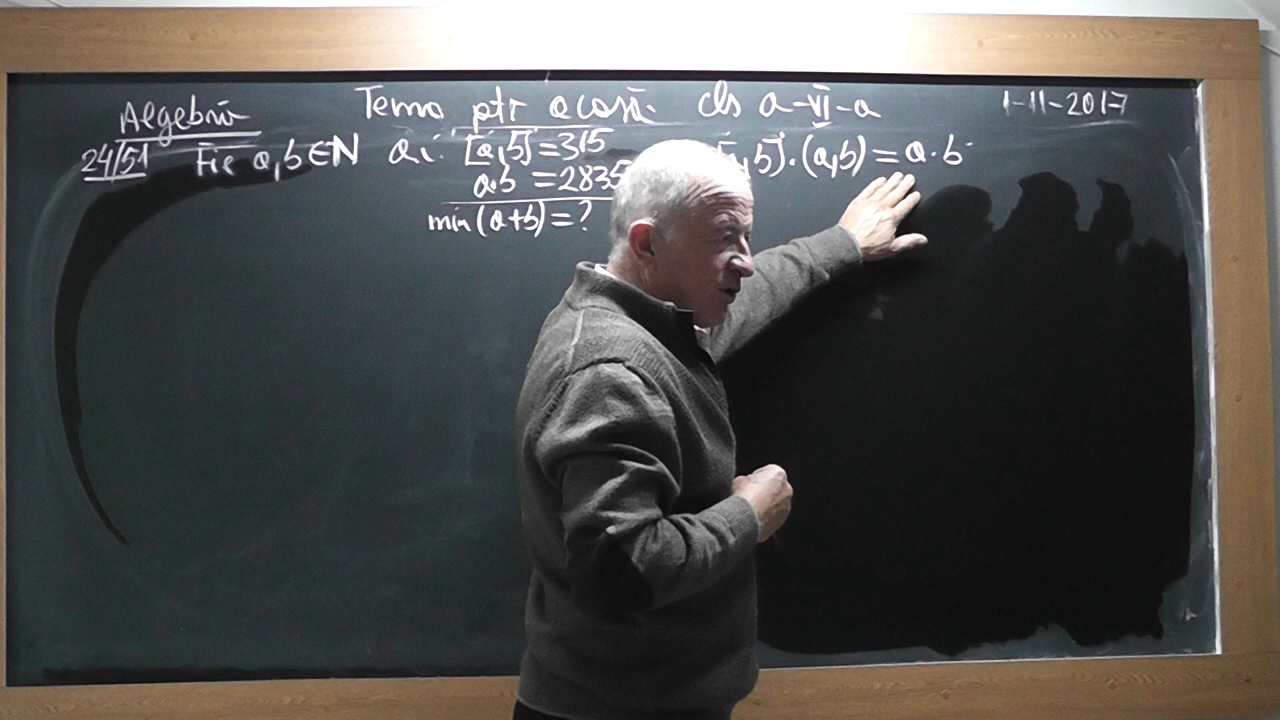 Algebră Temă ptr acasă cls a-VI-a 1-11-2017
24/51 Fie a,b∈N a.î. [a,b]=315 ,b]·(a,b)=a·b
a·b =2835
min(a+b)=?